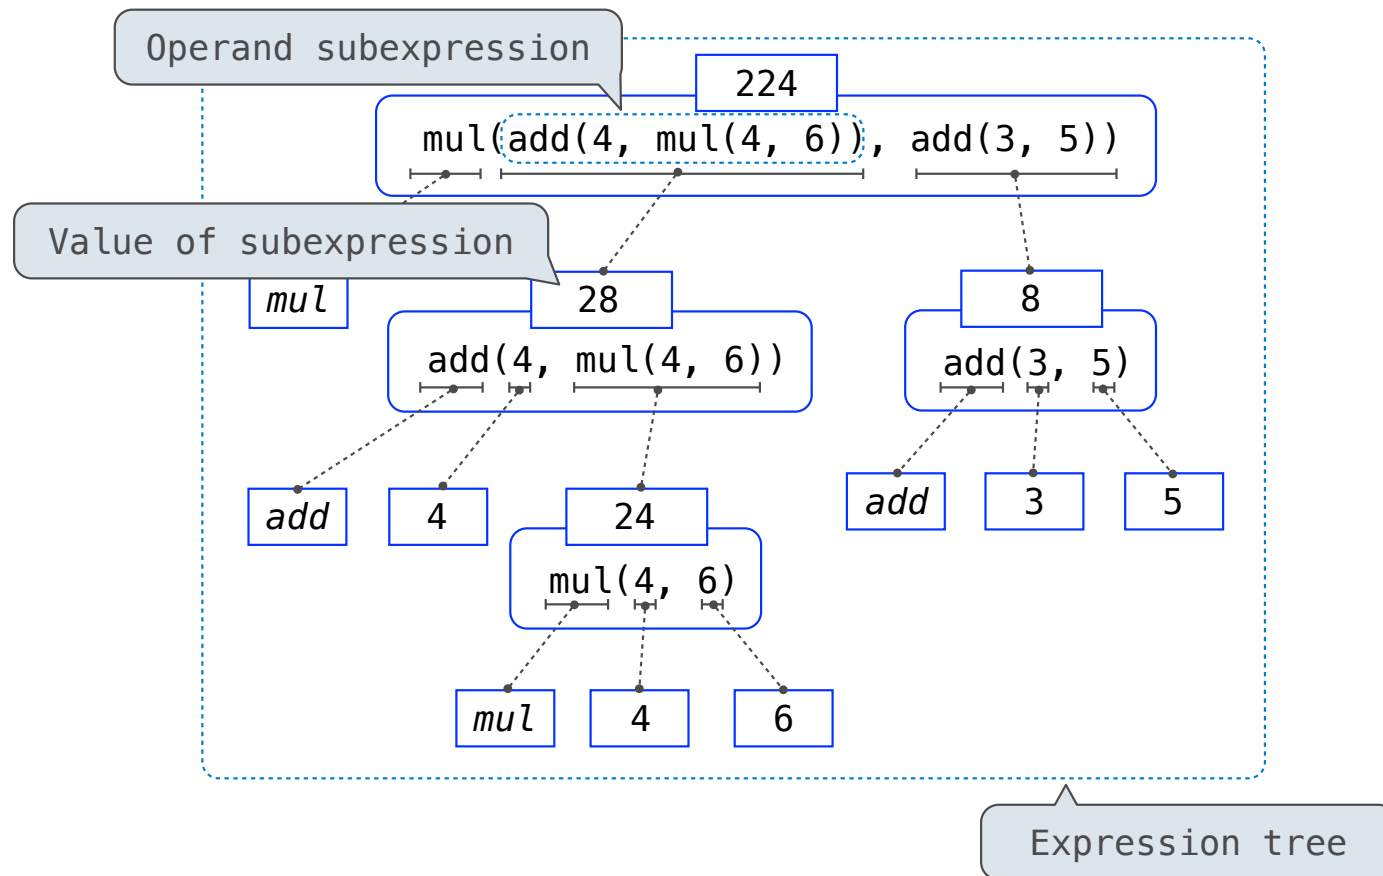 Operand subexpression
224
mul(add(4, mul(4, 6)), add(3, 5))
Value of subexpression
mul
28
8
add(4, mul(4, 6))
add(3, 5)
add
4
24
add
3
5
mul(4, 6)
mul
4
6
Expression tree